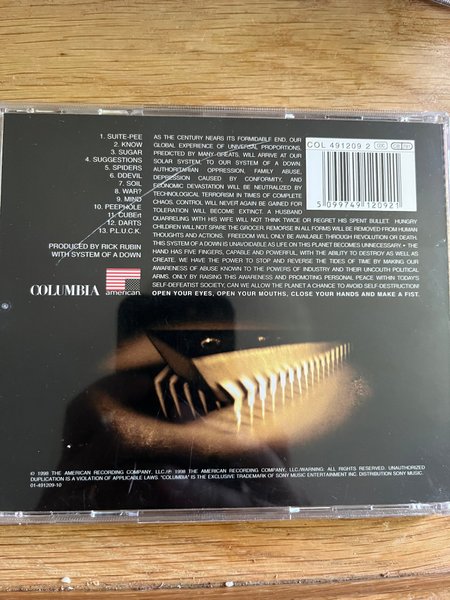 1. SUITE-PEE
2. KNOW
3. SUGAR
4. SUGGESTIONS
5. SPIDERS
6. DDEVIL
7. SOIL
8. WAR?
9. MIND
10. PEEPHOLE
11. CUBErt
12. DARTS
13. P.L.U.C.K.
PRODUCED BY RICK RUBIN
WITH SYSTEM OF A DOWN
COLUMBIA
american
AS THE CENTURY NEARS ITS FORMIDABLE END, OUR
GLOBAL EXPERIENCE OF UNIVERSAL PROPORTIONS,
PREDICTED BY MANY GREATS, WILL ARRIVE AT OUR
SOLAR SYSTEM, TO OUR SYSTEM OF A DOWN.
AUTHORITARIAN OPPRESSION, FAMILY ABUSE,
DEPRESSION CAUSED BY CONFORMITY, AND
ECONOMIC DEVASTATION WILL BE NEUTRALIZED BY
TECHNOLOGICAL TERRORISM IN TIMES OF COMPLETE
CHAOS. CONTROL WILL NEVER AGAIN BE GAINED FOR
TOLERATION WILL BECOME EXTINCT. A HUSBAND
QUARRELING WITH HIS WIFE WILL NOT THINK TWICE OR REGRET HIS SPENT BULLET. HUNGRY
CHILDREN WILL NOT SPARE THE GROCER. REMORSE IN ALL FORMS WILL BE REMOVED FROM HUMAN
THOUGHTS AND ACTIONS. FREEDOM WILL ONLY BE AVAILABLE THROUGH REVOLUTION OR DEATH.
THIS SYSTEM OF A DOWN IS UNAVOIDABLE AS LIFE ON THIS PLANET BECOMES UNNECESSARY • THE
HAND HAS FIVE FINGERS, CAPABLE AND POWERFUL, WITH THE ABILITY TO DESTROY AS WELL AS
CREATE. WE HAVE THE POWER TO STOP AND REVERSE THE TIDES OF TIME BY MAKING OUR
AWARENESS OF ABUSE KNOWN TO THE POWERS OF INDUSTRY AND THEIR UNCOUTH POLITICAL
ARMS. ONLY BY RAISING THIS AWARENESS AND PROMOTING PERSONAL PEACE WITHIN TODAY'S
SELF-DEFEATIST SOCIETY, CAN WE ALLOW THE PLANET A CHANCE TO AVOID SELF-DESTRUCTION!
OPEN YOUR EYES, OPEN YOUR MOUTHS, CLOSE YOUR HANDS AND MAKE A FIST.
COL 491209 2
5 099749 120921
℗ 1998 THE AMERICAN RECORDING COMPANY, LLC./℗ 1998 THE AMERICAN RECORDING COMPANY, LLC./WARNING: ALL RIGHTS RESERVED. UNAUTHORIZED
DUPLICATION IS A VIOLATION OF APPLICABLE LAWS. "COLUMBIA" IS THE EXCLUSIVE TRADEMARK OF SONY MUSIC ENTERTAINMENT INC. DISTRIBUTION SONY MUSIC.
01-491209-10